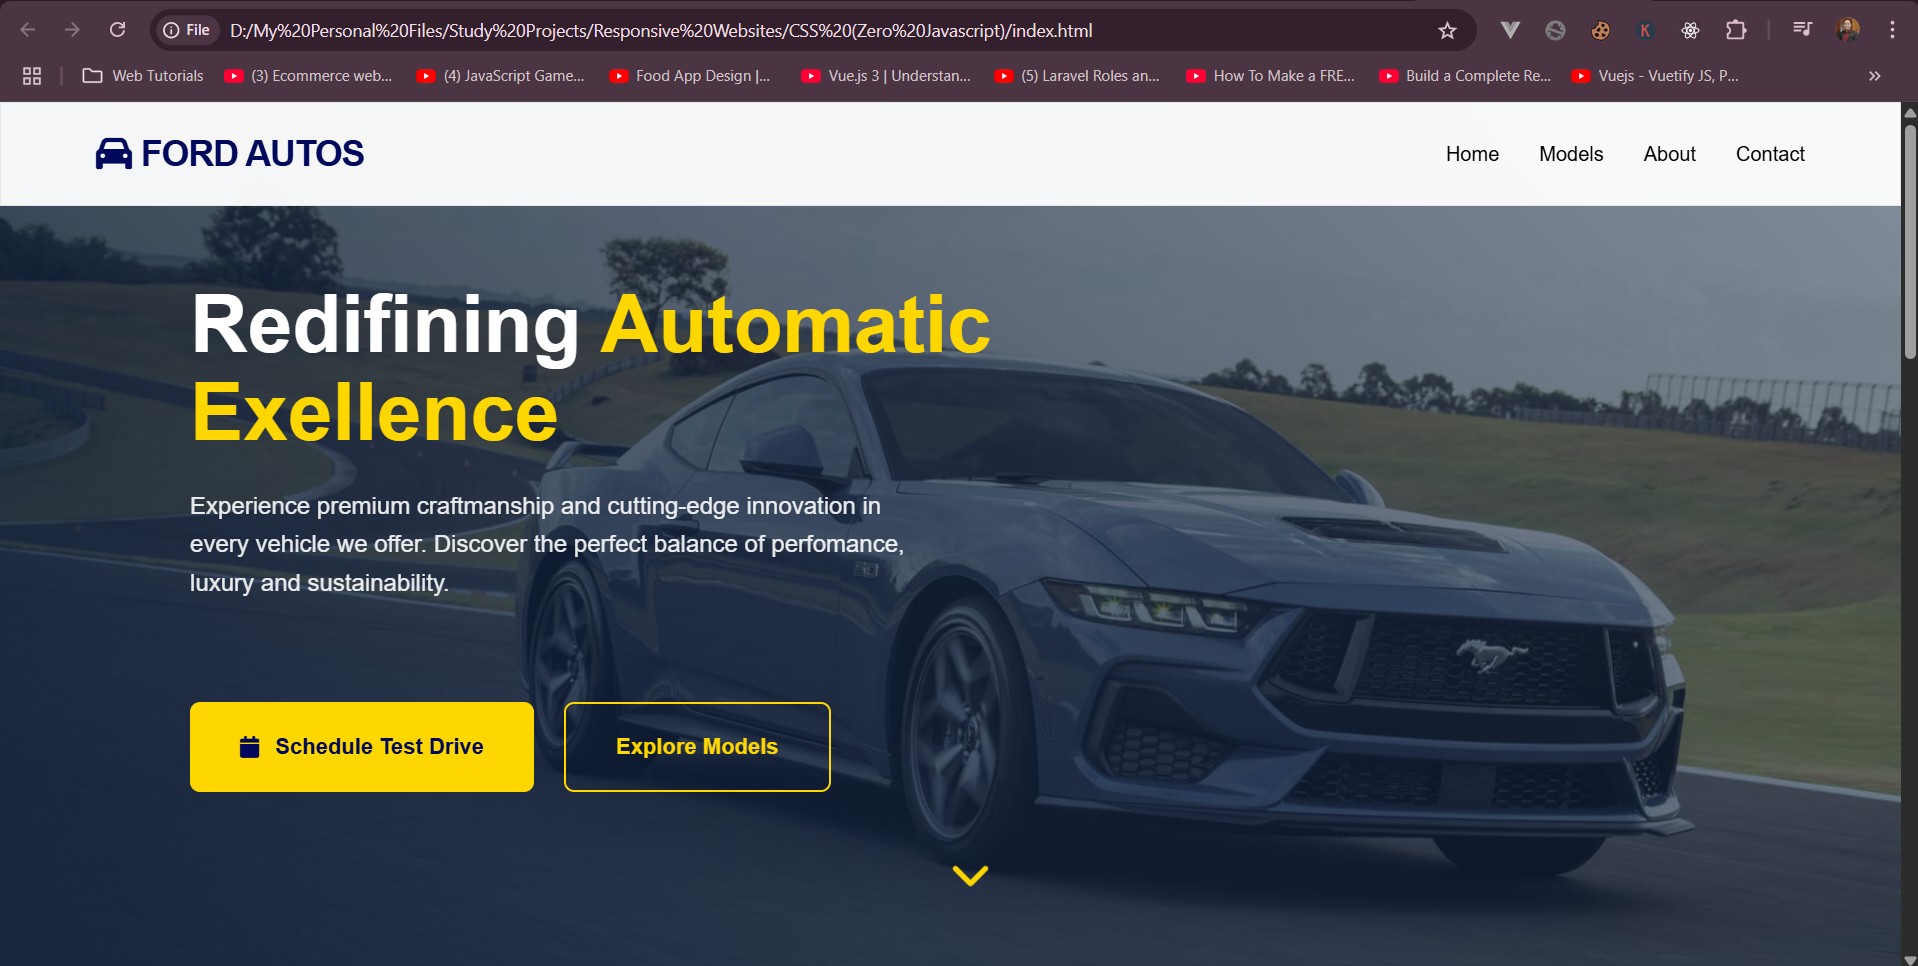 File D:/My%20Personal%20Files/Study%20Projects/Responsive%20Websites/CSS%20(Zero%20Javascript)/index.html
Web Tutorials (3) Ecommerce web... (4) JavaScript Game... Food App Design |... Vue.js 3 | Understan... (5) Laravel Roles an... How To Make a FRE... Build a Complete Re... Vuejs - Vuetify JS, P...
FORD AUTOS
Home Models About Contact
Redifining Automatic
Exellence
Experience premium craftmanship and cutting-edge innovation in
every vehicle we offer. Discover the perfect balance of perfomance,
luxury and sustainability.
5.0
Schedule Test Drive
Explore Models